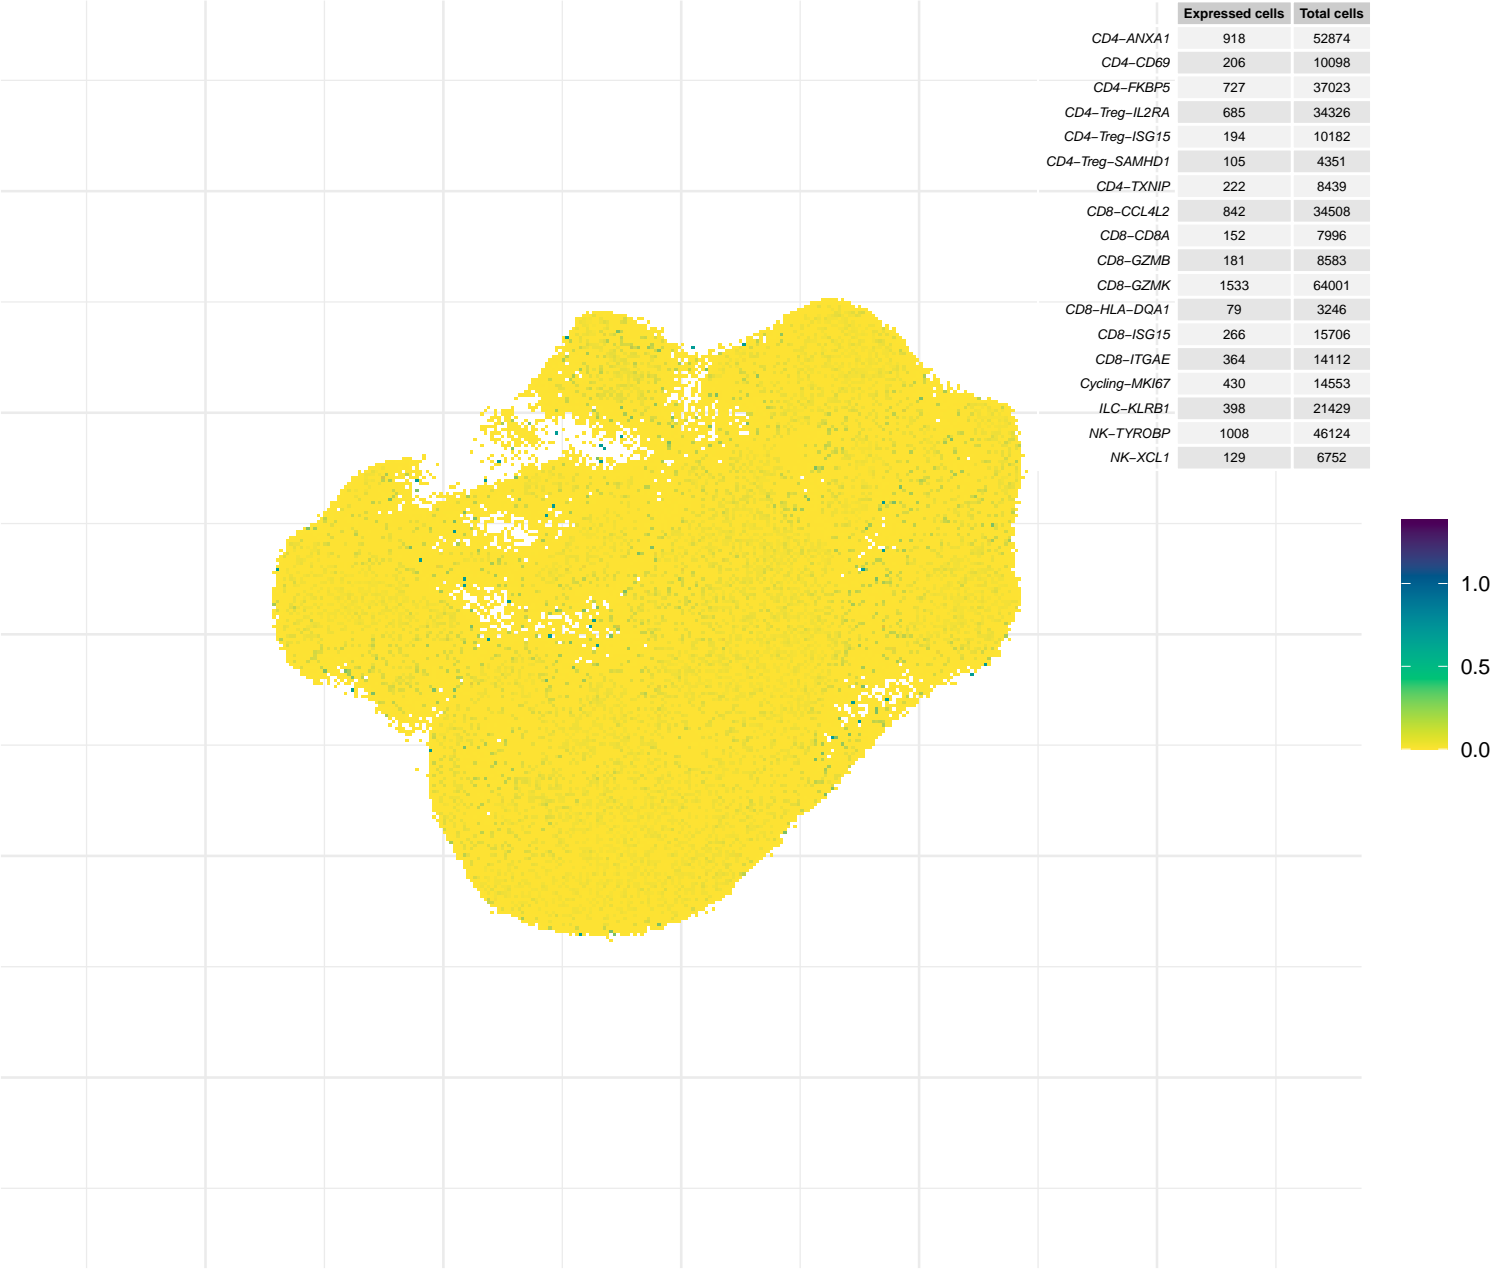 Expressed cells Total cells
CD4−ANXA1 918 52874
CD4−CD69 206 10098
CD4−FKBP5 727 37023
CD4−Treg−IL2RA 685 34326
CD4−Treg−ISG15 194 10182
CD4−Treg−SAMHD1 105 4351
CD4−TXNIP 222 8439
CD8−CCL4L2 842 34508
CD8−CD8A 152 7996
CD8−GZMB 181 8583
CD8−GZMK 1533 64001
CD8−HLA−DQA1 79 3246
CD8−ISG15 266 15706
CD8−ITGAE 364 14112
Cycling−MKI67 430 14553
ILC−KLRB1 398 21429
NK−TYROBP 1008 46124
NK−XCL1 129 6752
1.0
0.5
0.0